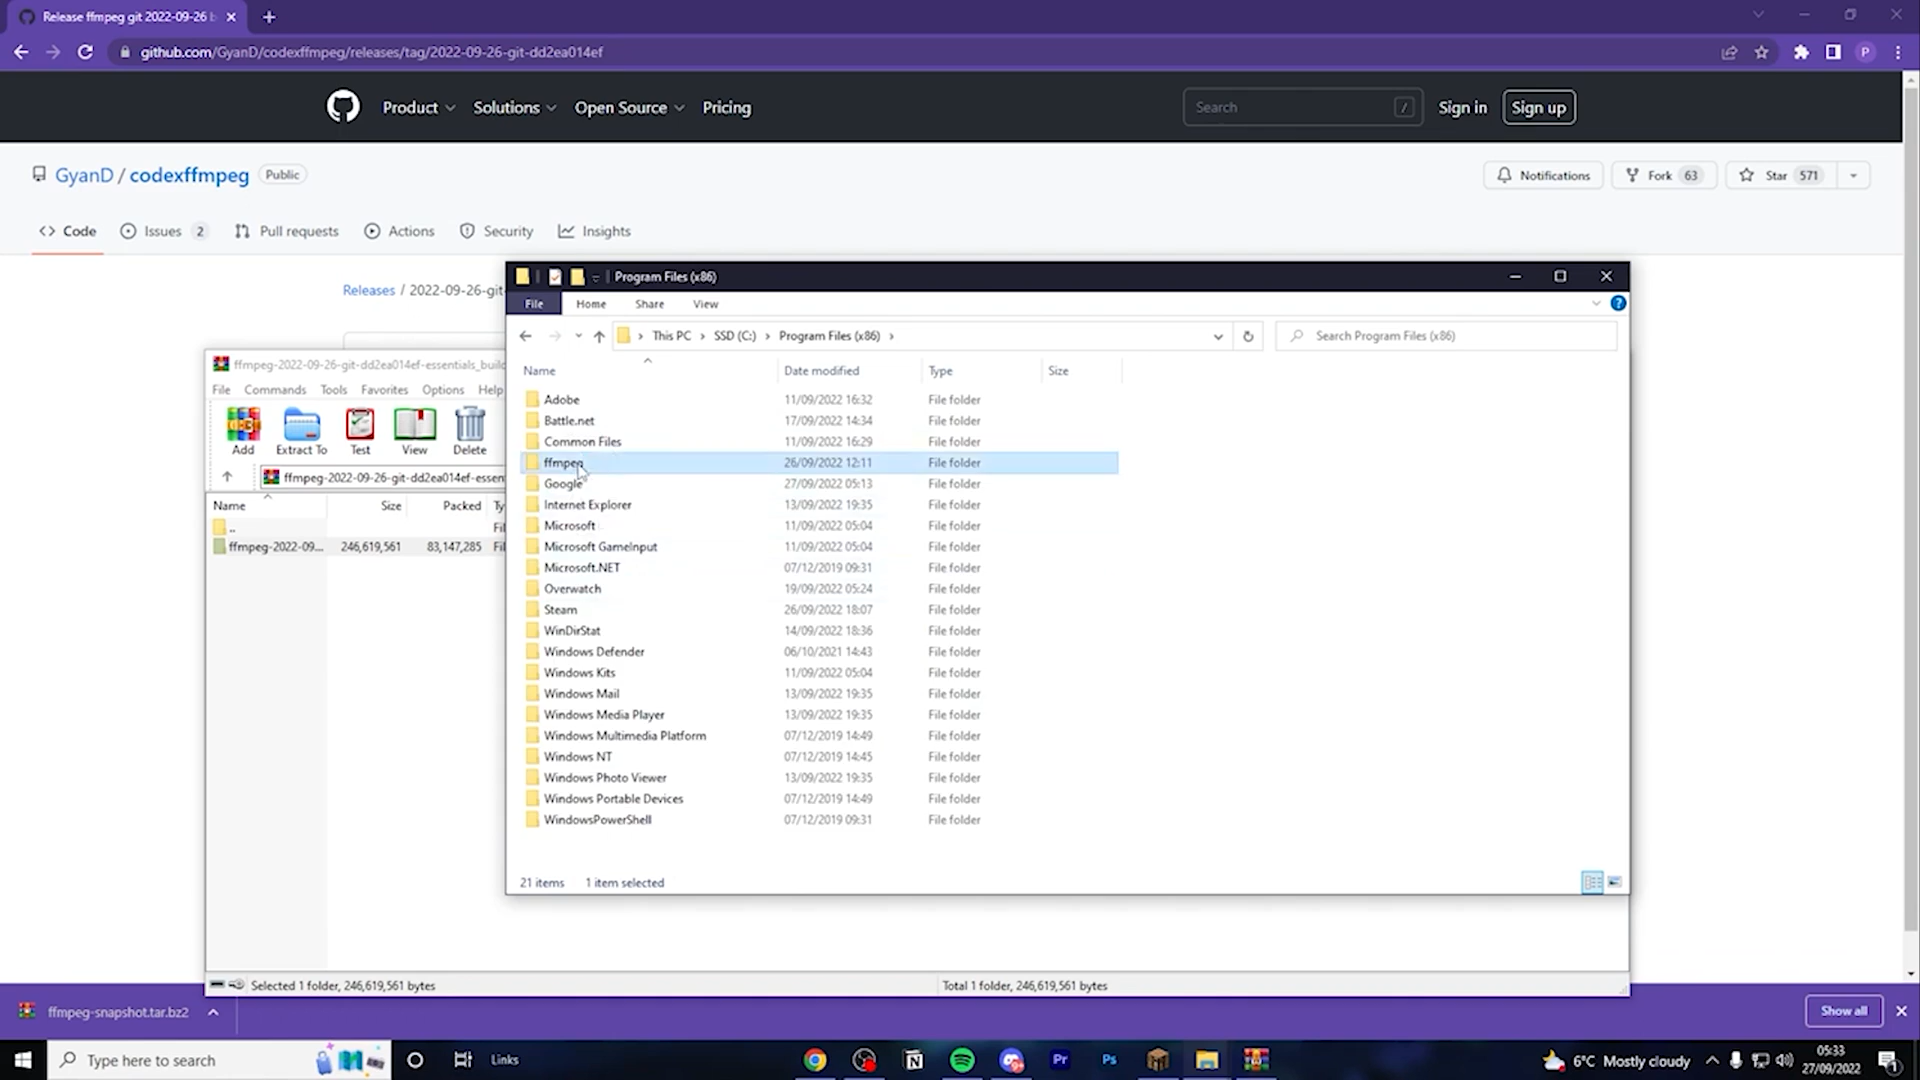 Release ffmpeg git 2022-09-26 b
github.com/GyanD/codexffmpeg/releases/tag/2022-09-26-git-dd2ea014ef
P
Product Solutions Open Source Pricing
Search /
Sign in Sign up
GyanD / codexffmpeg Public
Notifications Fork 63 Star 571
Code Issues 2 Pull requests Actions Security Insights
Releases / 2022-09-26-git-
ffmpeg-2022-09-26-git-dd2ea014ef-essentials_build
File Commands Tools Favorites Options Help
Add Extract To Test View Delete
ffmpeg-2022-09-26-git-dd2ea014ef-essen
Name Size Packed Ty
.. Fil
ffmpeg-2022-09... 246,619,561 83,147,285 Fil
Program Files (x86)
File Home Share View
This PC SSD (C:) Program Files (x86)
Search Program Files (x86)
Name Date modified Type Size
Adobe 11/09/2022 16:32 File folder
Battle.net 17/09/2022 14:34 File folder
Common Files 11/09/2022 16:29 File folder
ffmpeg 26/09/2022 12:11 File folder
Google 27/09/2022 05:13 File folder
Internet Explorer 13/09/2022 19:35 File folder
Microsoft 11/09/2022 05:04 File folder
Microsoft GameInput 11/09/2022 05:04 File folder
Microsoft.NET 07/12/2019 09:31 File folder
Overwatch 19/09/2022 05:24 File folder
Steam 26/09/2022 18:07 File folder
WinDirStat 14/09/2022 18:36 File folder
Windows Defender 06/10/2021 14:43 File folder
Windows Kits 11/09/2022 05:04 File folder
Windows Mail 13/09/2022 19:35 File folder
Windows Media Player 13/09/2022 19:35 File folder
Windows Multimedia Platform 07/12/2019 14:49 File folder
Windows NT 07/12/2019 14:45 File folder
Windows Photo Viewer 13/09/2022 19:35 File folder
Windows Portable Devices 07/12/2019 14:49 File folder
WindowsPowerShell 07/12/2019 09:31 File folder
21 items 1 item selected
Selected 1 folder, 246,619,561 bytes
Total 1 folder, 246,619,561 bytes
ffmpeg-snapshot.tar.bz2
Show all
Type here to search
Links
Pr Ps
6°C Mostly cloudy
05:33
27/09/2022
1